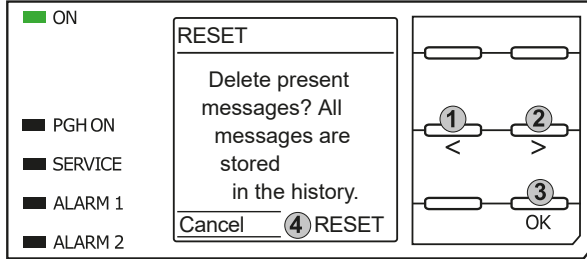 ON
PGH ON
SERVICE
ALARM 1
ALARM 2
RESET
Delete present
messages? All
messages are
stored
in the history.
Cancel 4 RESET
1 2
< >
3
OK